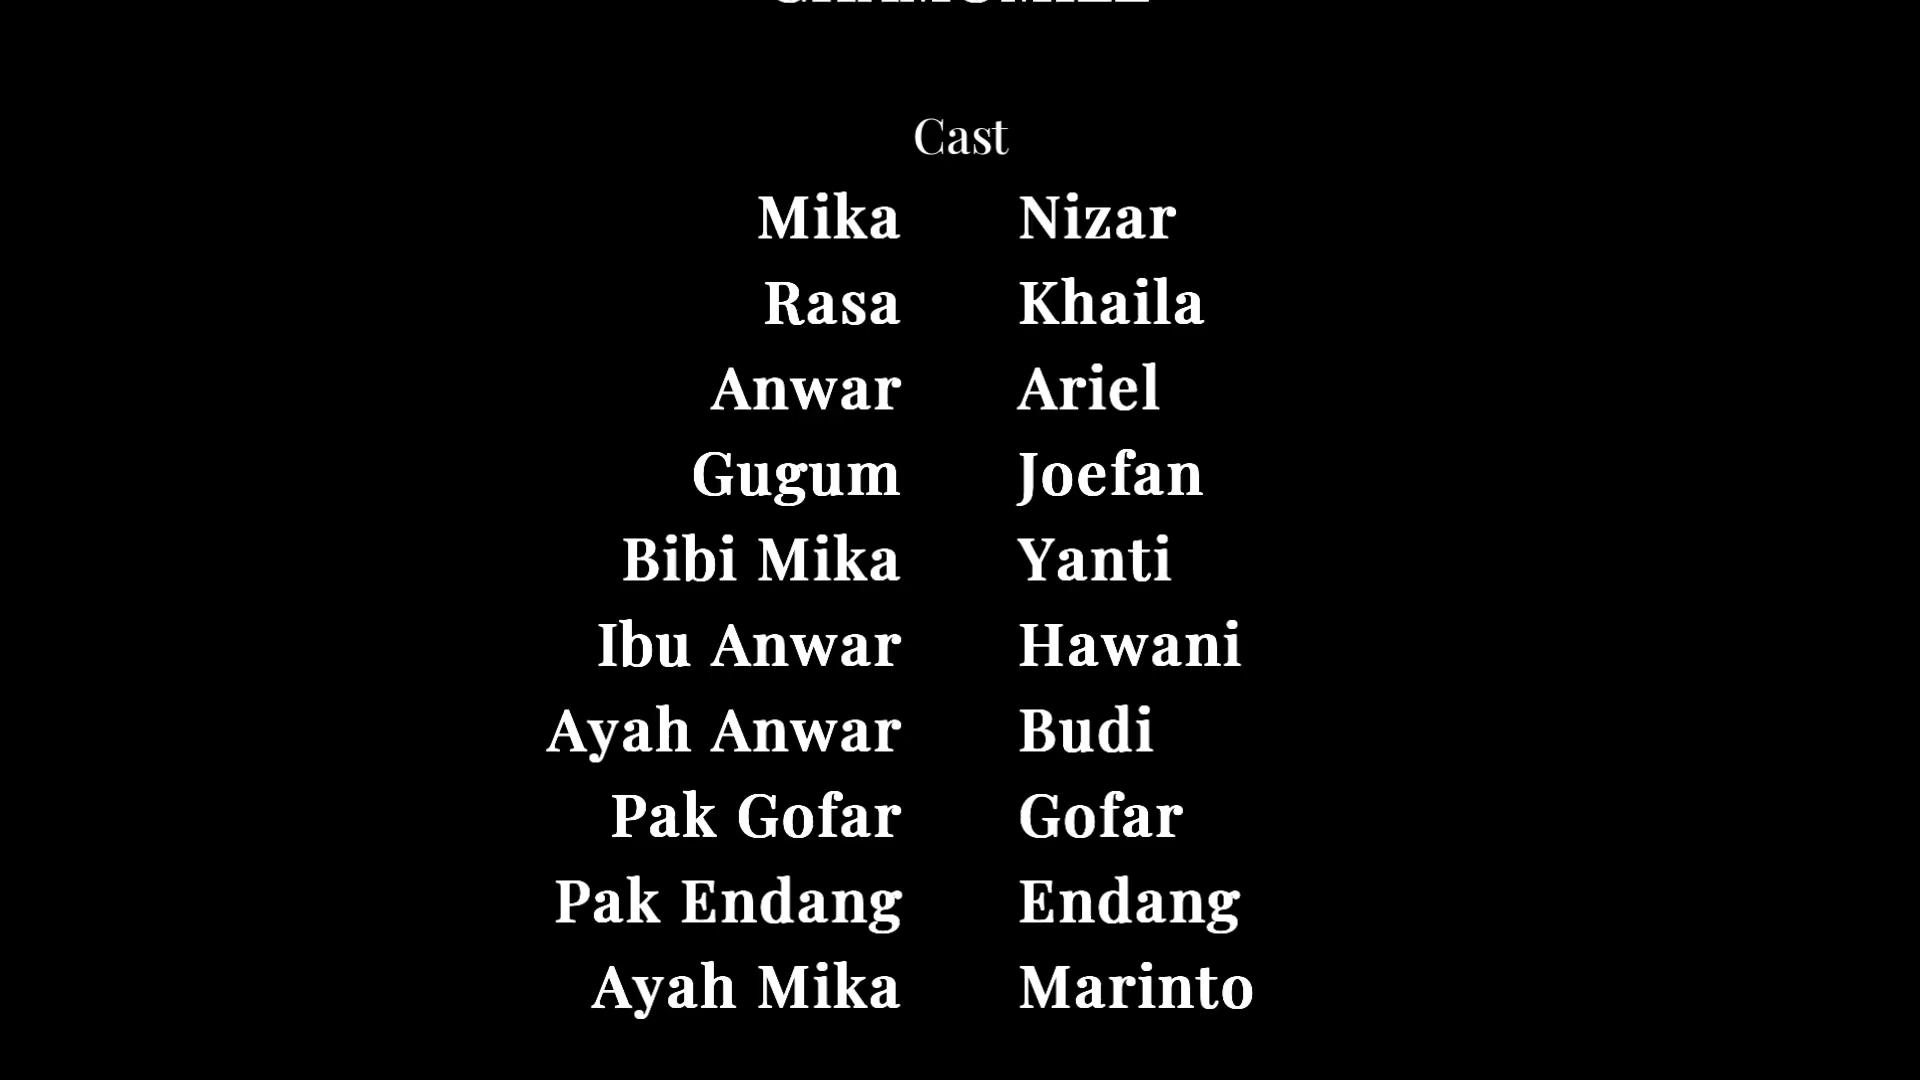 Cast
Mika Nizar
Rasa Khaila
Anwar Ariel
Gugum Joefan
Bibi Mika Yanti
Ibu Anwar Hawani
Ayah Anwar Budi
Pak Gofar Gofar
Pak Endang Endang
Ayah Mika Marinto